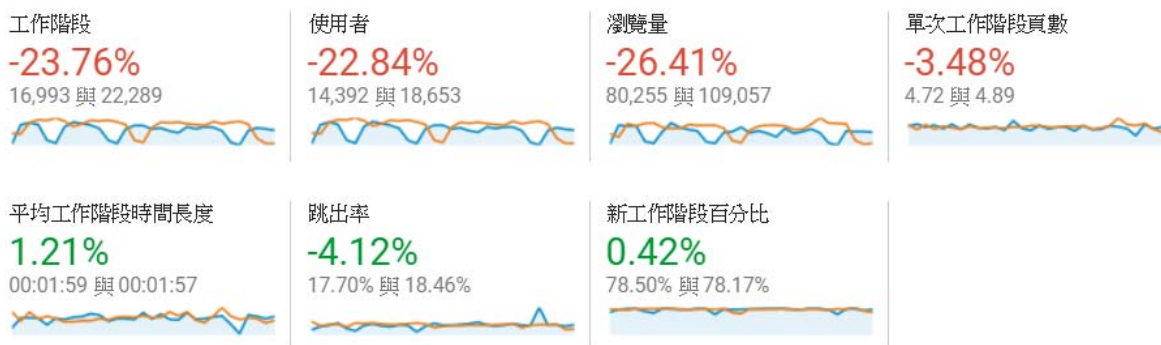 工作階段
-23.76%
16,993 與 22,289
使用者
-22.84%
14,392 與 18,653
瀏覽量
-26.41%
80,255 與 109,057
單次工作階段頁數
-3.48%
4.72 與 4.89
平均工作階段時間長度
1.21%
00:01:59 與 00:01:57
跳出率
-4.12%
17.70% 與 18.46%
新工作階段百分比
0.42%
78.50% 與 78.17%